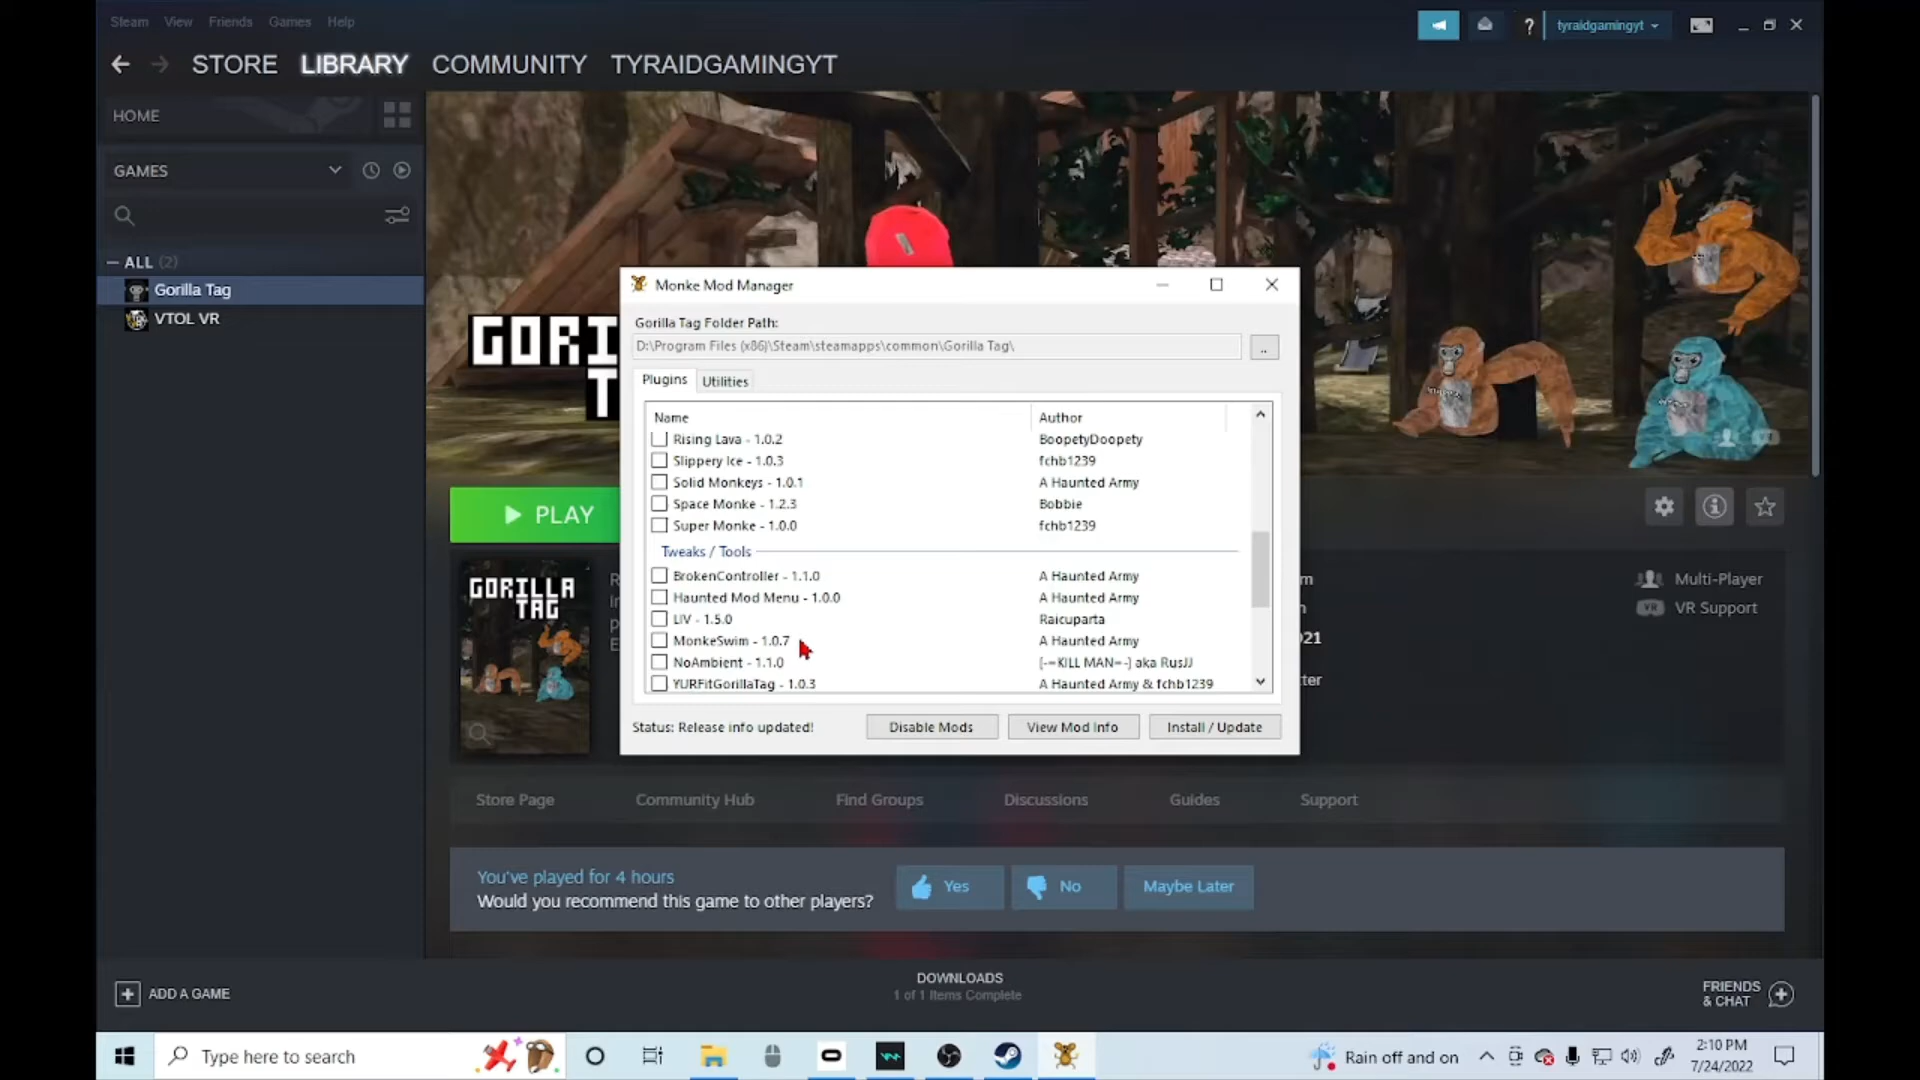 Steam View Friends Games Help
tyraidgamingyt
STORE LIBRARY COMMUNITY TYRAIDGAMINGYT
HOME
GAMES
ALL (2)
Gorilla Tag
VTOL VR
GORI
T
Monke Mod Manager
Gorilla Tag Folder Path:
D:\Program Files (x86)\Steam\steamapps\common\Gorilla Tag\
..
Plugins Utilities
Name Author
Rising Lava - 1.0.2 BoopetyDoopety
Slippery Ice - 1.0.3 fchb1239
Solid Monkeys - 1.0.1 A Haunted Army
Space Monke - 1.2.3 Bobbie
Super Monke - 1.0.0 fchb1239
Tweaks / Tools
BrokenController - 1.1.0 A Haunted Army
Haunted Mod Menu - 1.0.0 A Haunted Army
LIV - 1.5.0 Raicuparta
MonkeSwim - 1.0.7 A Haunted Army
NoAmbient - 1.1.0 [-=KILL MAN=-] aka RusJJ
YURFitGorillaTag - 1.0.3 A Haunted Army & fchb1239
Status: Release info updated! Disable Mods View Mod Info Install / Update
PLAY
GORILLA
TAG
m
21
ter
Multi-Player
VR Support
Store Page Community Hub Find Groups Discussions Guides Support
You've played for 4 hours
Would you recommend this game to other players?
Yes No Maybe Later
ADD A GAME
DOWNLOADS
1 of 1 Items Complete
FRIENDS
& CHAT
Type here to search
Rain off and on
2:10 PM
7/24/2022